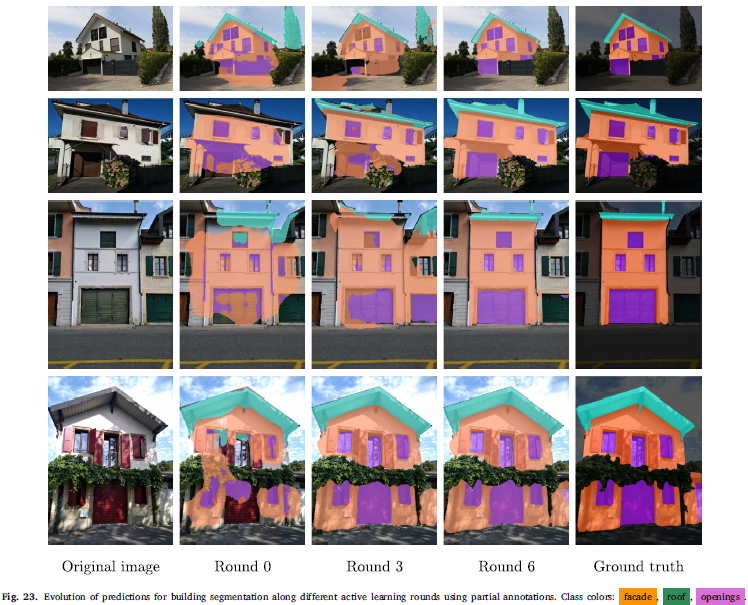 Original image Round 0 Round 3 Round 6 Ground truth
Fig. 23. Evolution of predictions for building segmentation along different active learning rounds using partial annotations. Class colors: facade, roof, openings.